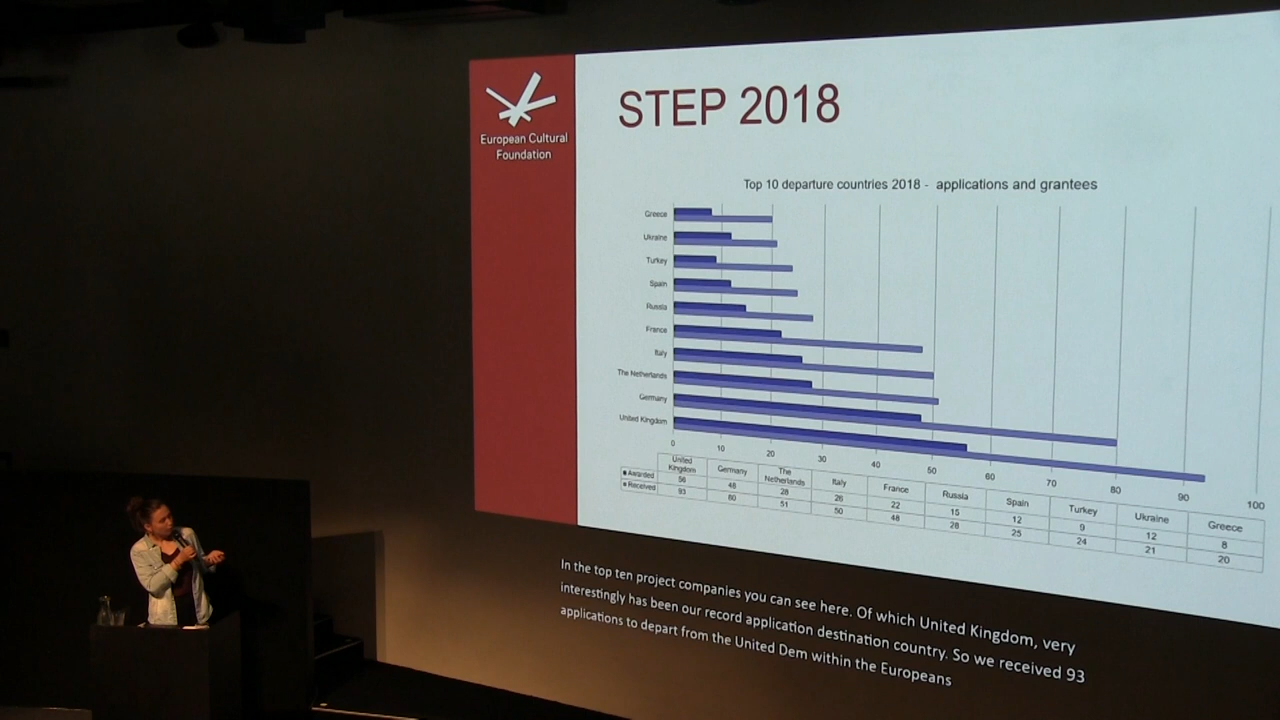 European Cultural
Foundation
STEP 2018
Top 10 departure countries 2018 - applications and grantees
Greece
Ukraine
Turkey
Spain
Russia
France
Italy
The Netherlands
Germany
United Kingdom
0 10 20 30 40 50 60 70 80 90 100
United Kingdom Germany The Netherlands Italy France Russia Spain Turkey Ukraine Greece
Awarded 56 48 28 26 22 15 12 9 12 8
Received 93 80 51 50 48 28 25 24 21 20
In the top ten project companies you can see here. Of which United Kingdom, very
interestingly has been our record application destination country. So we received 93
applications to depart from the United Dem within the Europeans